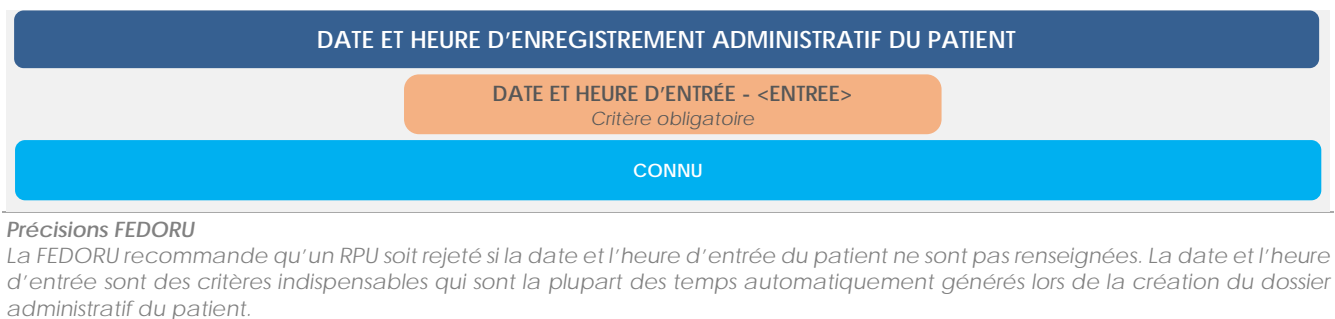 DATE ET HEURE D'ENREGISTREMENT ADMINISTRATIF DU PATIENT
DATE ET HEURE D'ENTRÉE - <ENTREE>
Critère obligatoire
CONNU
Précisions FEDORU
La FEDORU recommande qu'un RPU soit rejeté si la date et l'heure d'entrée du patient ne sont pas renseignées. La date et l'heure
d'entrée sont des critères indispensables qui sont la plupart des temps automatiquement générés lors de la création du dossier
administratif du patient.